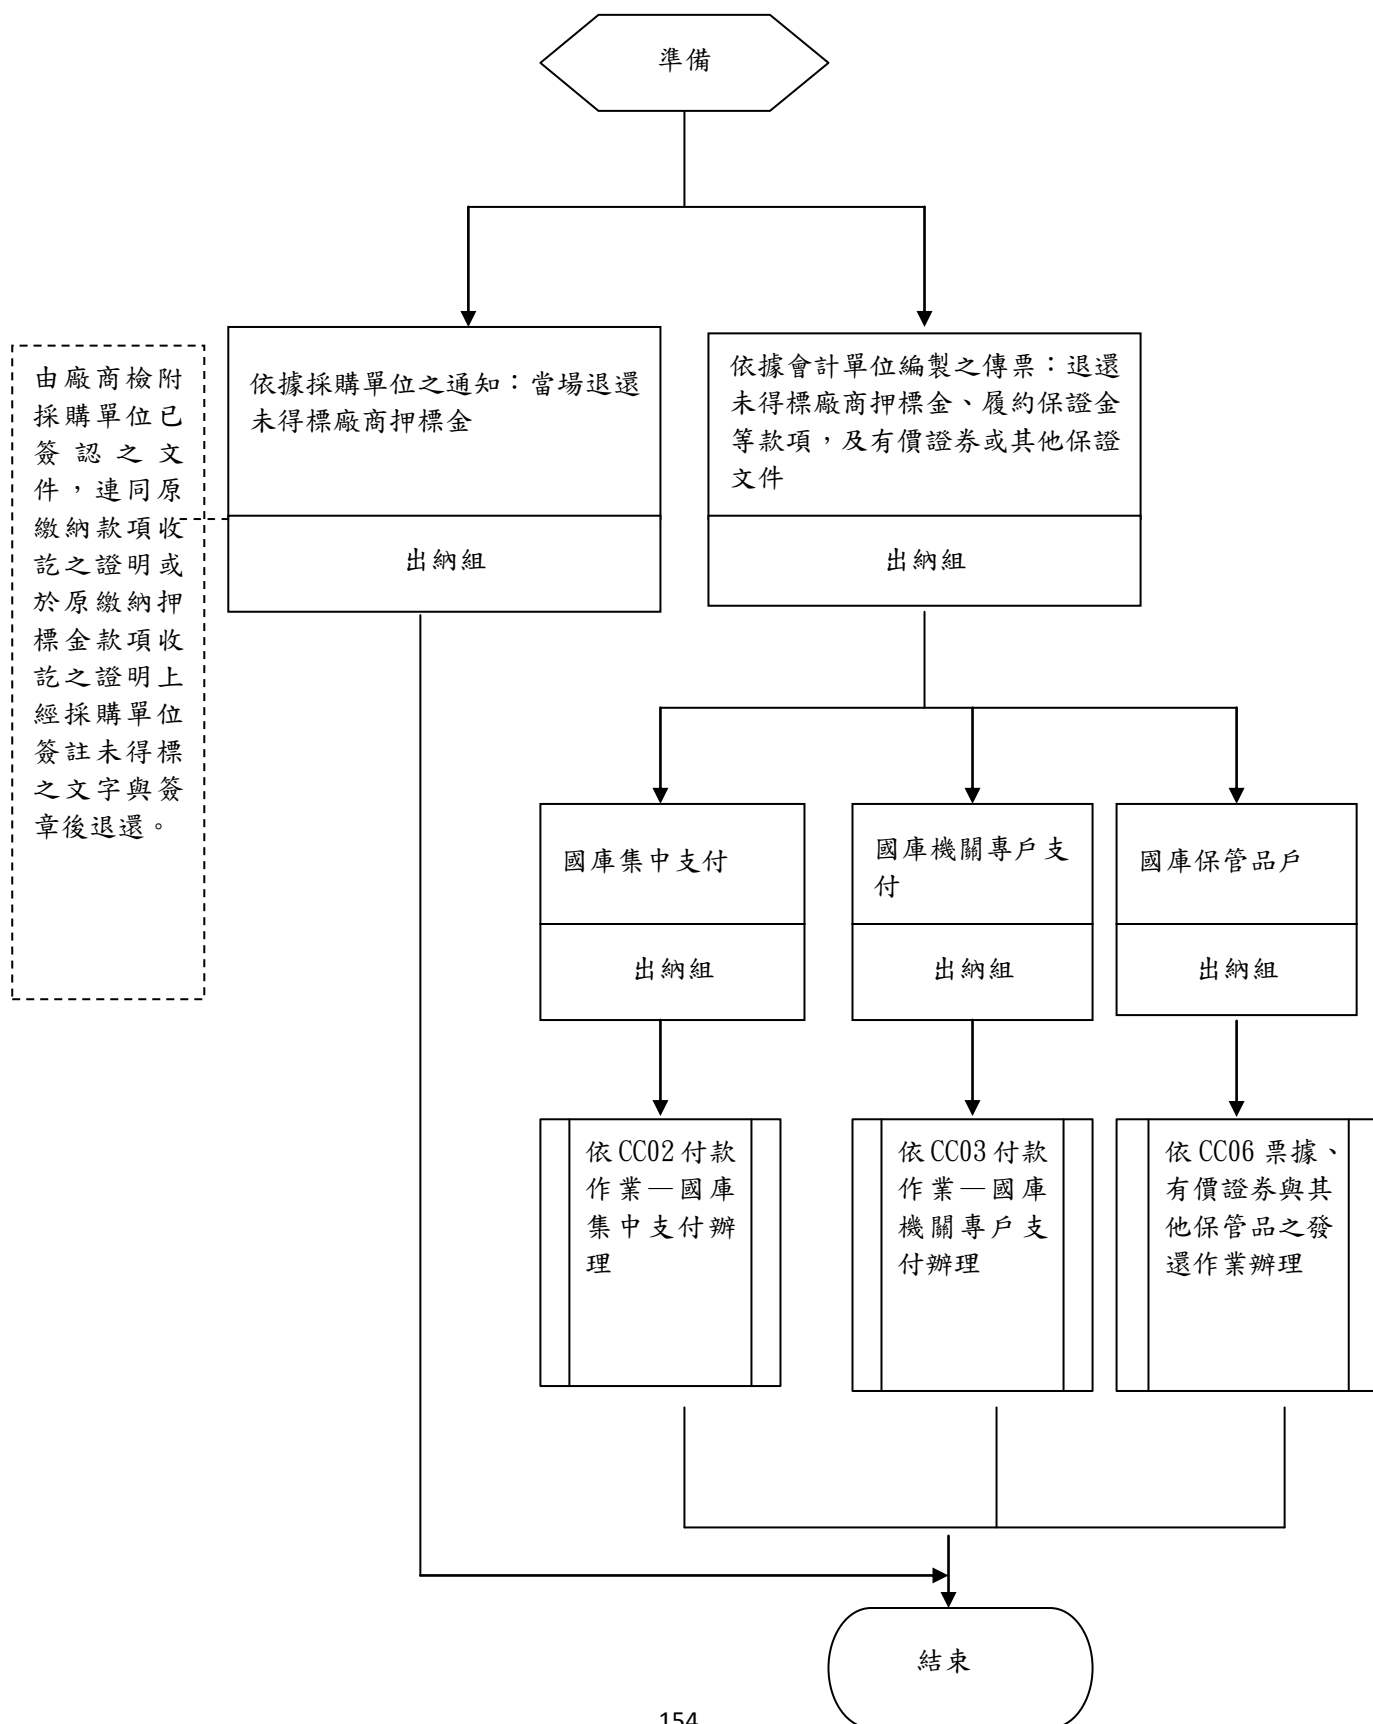 準備
由廠商檢附
採購單位已
簽認之文
件，連同原
繳納款項收
訖之證明或
於原繳納押
標金款項收
訖之證明上
經採購單位
簽註未得標
之文字與簽
章後退還。
依據採購單位之通知：當場退還
未得標廠商押標金
出納組
依據會計單位編製之傳票：退還
未得標廠商押標金、履約保證金
等款項，及有價證券或其他保證
文件
出納組
國庫集中支付
出納組
國庫機關專戶支
付
出納組
國庫保管品戶
出納組
依 CC02 付款
作業—國庫
集中支付辦
理
依 CC03 付款
作業—國庫
機關專戶支
付辦理
依 CC06 票據、
有價證券與其
他保管品之發
還作業辦理
結束
154